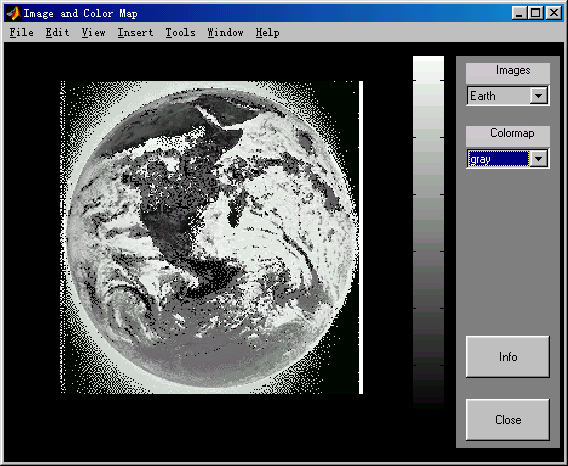 Image and Color Map
File Edit View Insert Tools Window Help
Images
Earth
Colormap
gray
Info
Close